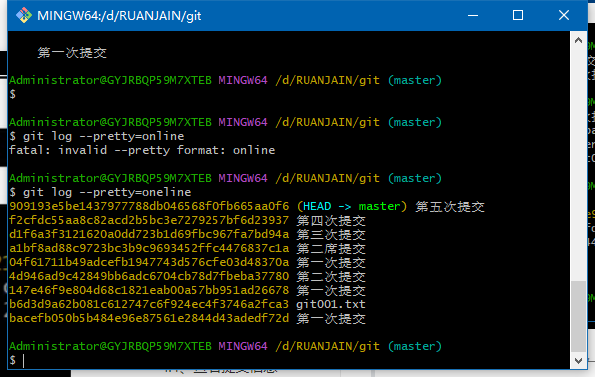 MINGW64:/d/RUANJAIN/git
第一次提交
Administrator@GYJRBQP59M7XTEB MINGW64 /d/RUANJAIN/git (master)
$
Administrator@GYJRBQP59M7XTEB MINGW64 /d/RUANJAIN/git (master)
$ git log --pretty=online
fatal: invalid --pretty format: online
Administrator@GYJRBQP59M7XTEB MINGW64 /d/RUANJAIN/git (master)
$ git log --pretty=oneline
909193e5be1437977788db046568f0fb665aa0f6 (HEAD -> master) 第五次提交
f2cfdc55aa8c82acd2b5bc3e7279257bf6d23937 第四次提交
d1f6a3f3121620a0dd723b1d69fbc967fa7bd94a 第三次提交
a1bf8ad88c9723bc3b9c9693452ffc4476837c1a 第二席提交
04f61711b49adcefb1947743d576cfe03d48370a 第一次提交
4d946ad9c42849bb6adc6704cb78d7fbeba37780 第二次提交
147e46f9e804d68c1821eab00a57bb951ad26678 第一次提交
b6d3d9a62b081c612747c6f924ec4f3746a2fca3 git001.txt
bacefb050b5b484e96e87561e2844d43adedf72d 第一次提交
Administrator@GYJRBQP59M7XTEB MINGW64 /d/RUANJAIN/git (master)
$